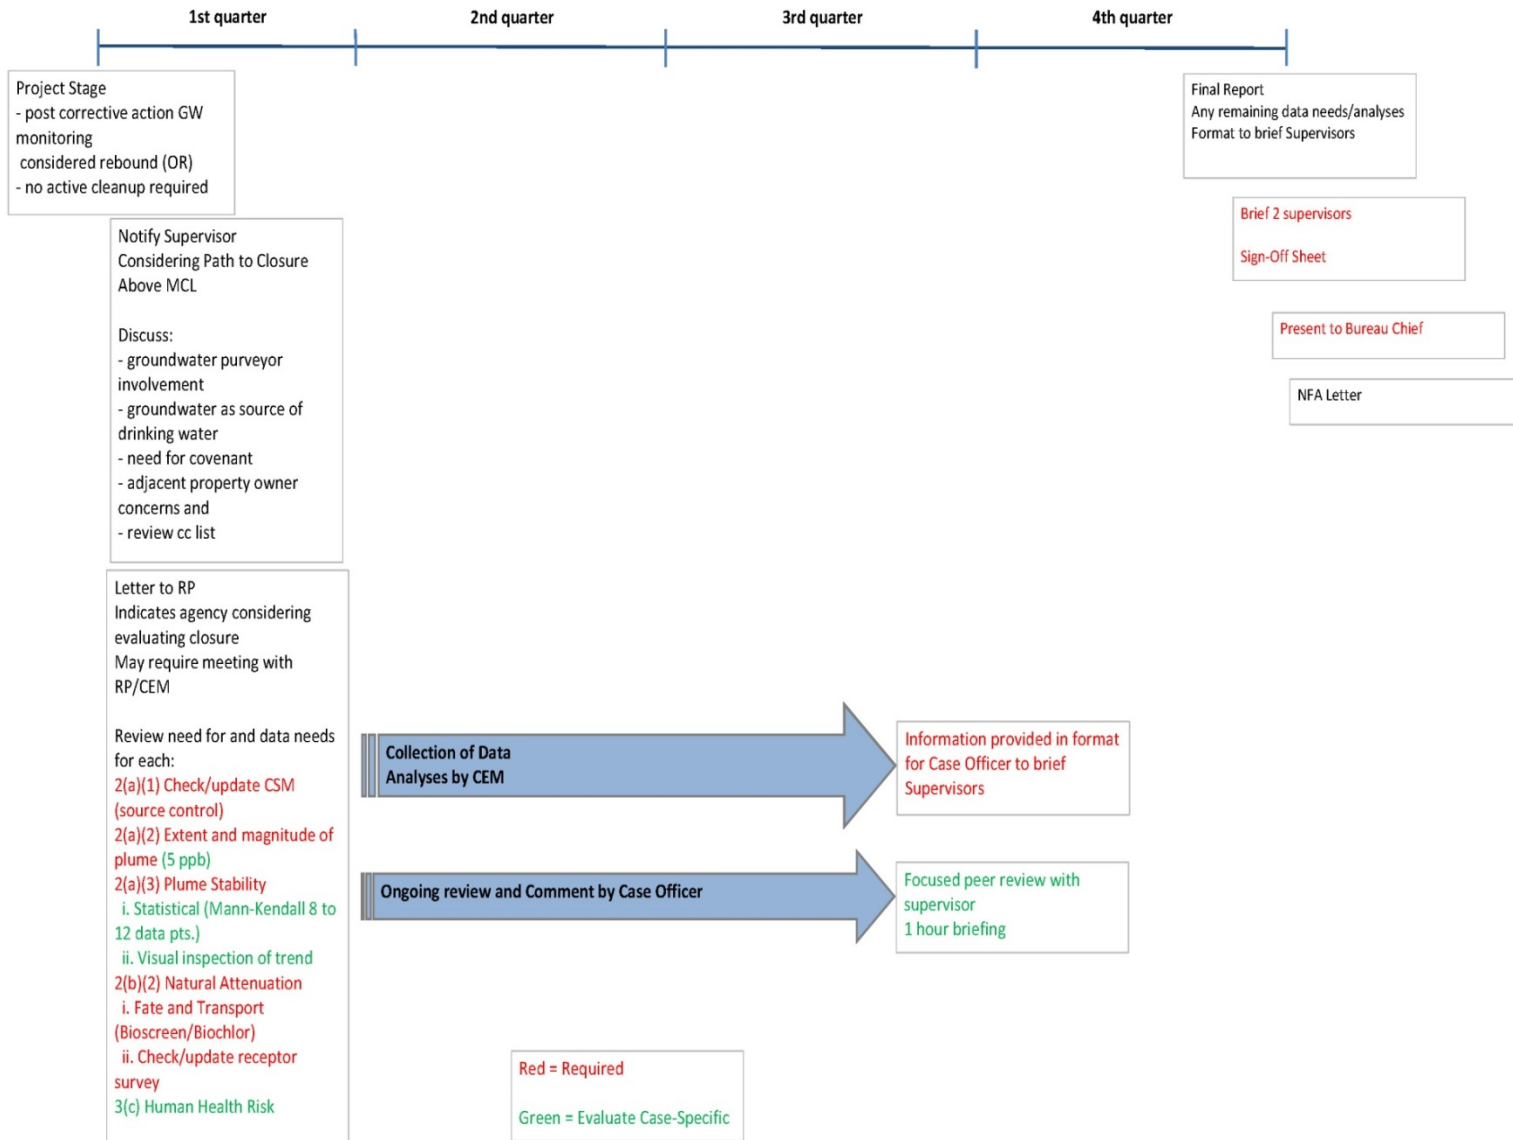 1st quarter
2nd quarter
3rd quarter
4th quarter
Project Stage
- post corrective action GW
monitoring
considered rebound (OR)
- no active cleanup required
Notify Supervisor
Considering Path to Closure
Above MCL
Discuss:
- groundwater purveyor
involvement
- groundwater as source of
drinking water
- need for covenant
- adjacent property owner
concerns and
- review cc list
Letter to RP
Indicates agency considering
evaluating closure
May require meeting with
RP/CEM
Review need for and data needs
for each:
2(a)(1) Check/update CSM
(source control)
2(a)(2) Extent and magnitude of
plume (5 ppb)
2(a)(3) Plume Stability
i. Statistical (Mann-Kendall 8 to
12 data pts.)
ii. Visual inspection of trend
2(b)(2) Natural Attenuation
i. Fate and Transport
(Bioscreen/Biochlor)
ii. Check/update receptor
survey
3(c) Human Health Risk
Collection of Data
Analyses by CEM
Ongoing review and Comment by Case Officer
Information provided in format
for Case Officer to brief
Supervisors
Focused peer review with
supervisor
1 hour briefing
Final Report
Any remaining data needs/analyses
Format to brief Supervisors
Brief 2 supervisors
Sign-Off Sheet
Present to Bureau Chief
NFA Letter
Red = Required
Green = Evaluate Case-Specific